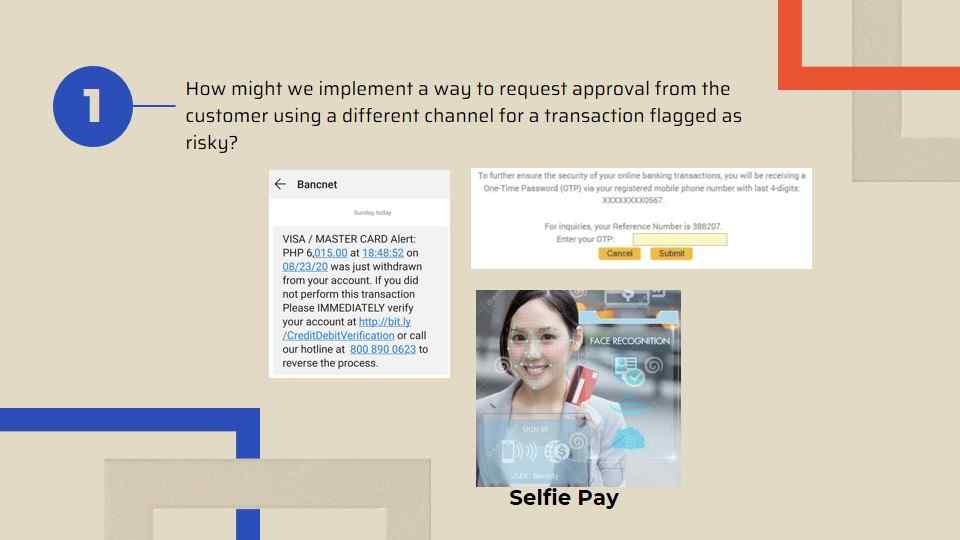 1
How might we implement a way to request approval from the
customer using a different channel for a transaction flagged as
risky?
Bancnet
Sunday today
VISA / MASTER CARD Alert:
PHP 6,015.00 at 18:48:52 on
08/23/20 was just withdrawn
from your account. If you did
not perform this transaction
Please IMMEDIATELY verify
your account at http://bit.ly
/CreditDebitVerification or call
our hotline at 800 890 0623 to
reverse the process.
To further ensure the security of your online banking transactions, you will be receiving a
One-Time Password (OTP) via your registered mobile phone number with last 4-digits:
XXXXXXXX0567.
For inquiries, your Reference Number is 388207.
Enter your OTP:
Cancel Submit
FACE RECOGNITION
SIGN IN
Selfie Pay